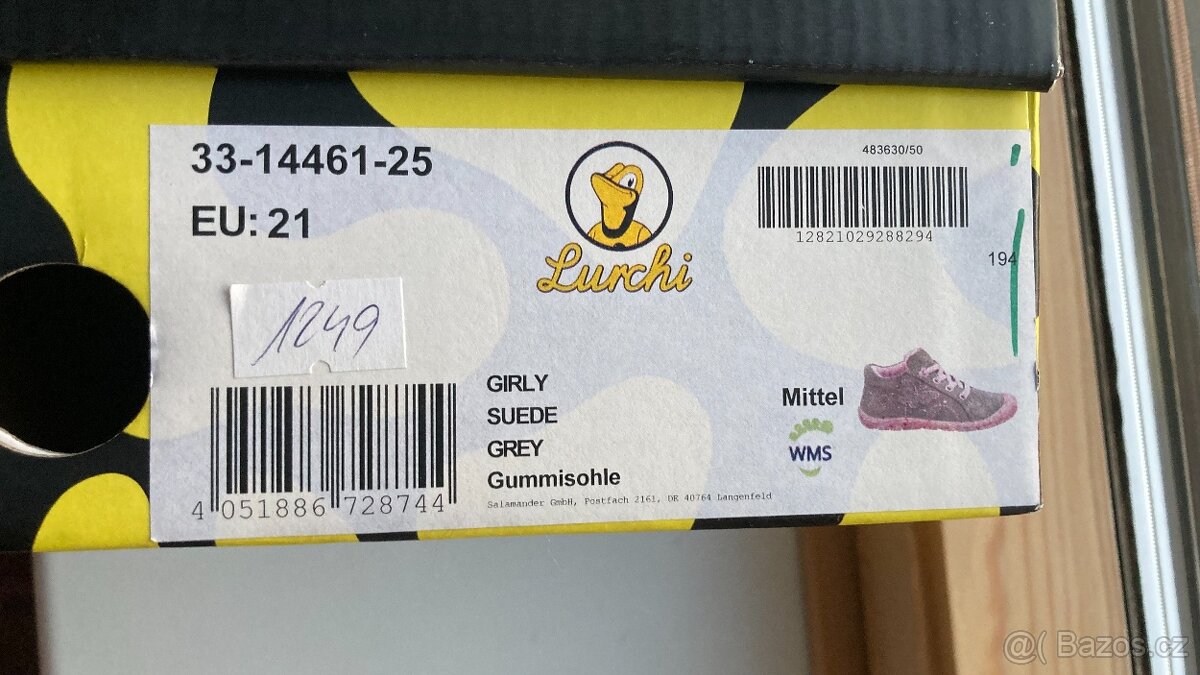 33-14461-25
EU: 21
Lurchi
483630/50
12821029288294
194
1249
4 051886 728744
GIRLY
SUEDE
GREY
Gummisohle
Salamander GmbH, Postfach 2161, DE 40764 Langenfeld
Mittel
WMS
@( Bazos.cz